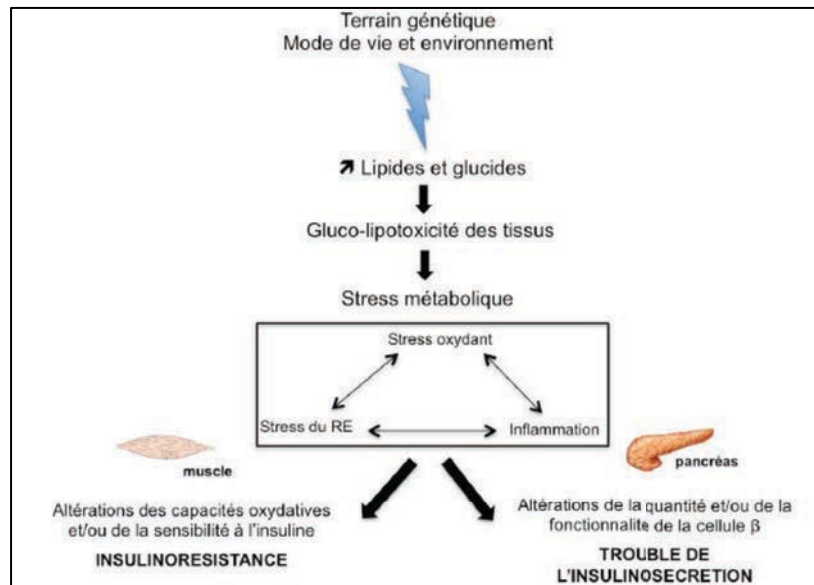 Terrain génétique
Mode de vie et environnement
↗ Lipides et glucides
Gluco-lipotoxicité des tissus
Stress métabolique
Stress oxydant
Stress du RE
Inflammation
muscle
pancréas
Altérations des capacités oxydatives
et/ou de la sensibilité à l'insuline
INSULINORESISTANCE
Altérations de la quantité et/ou de la
fonctionnalité de la cellule β
TROUBLE DE
L'INSULINOSECRETION